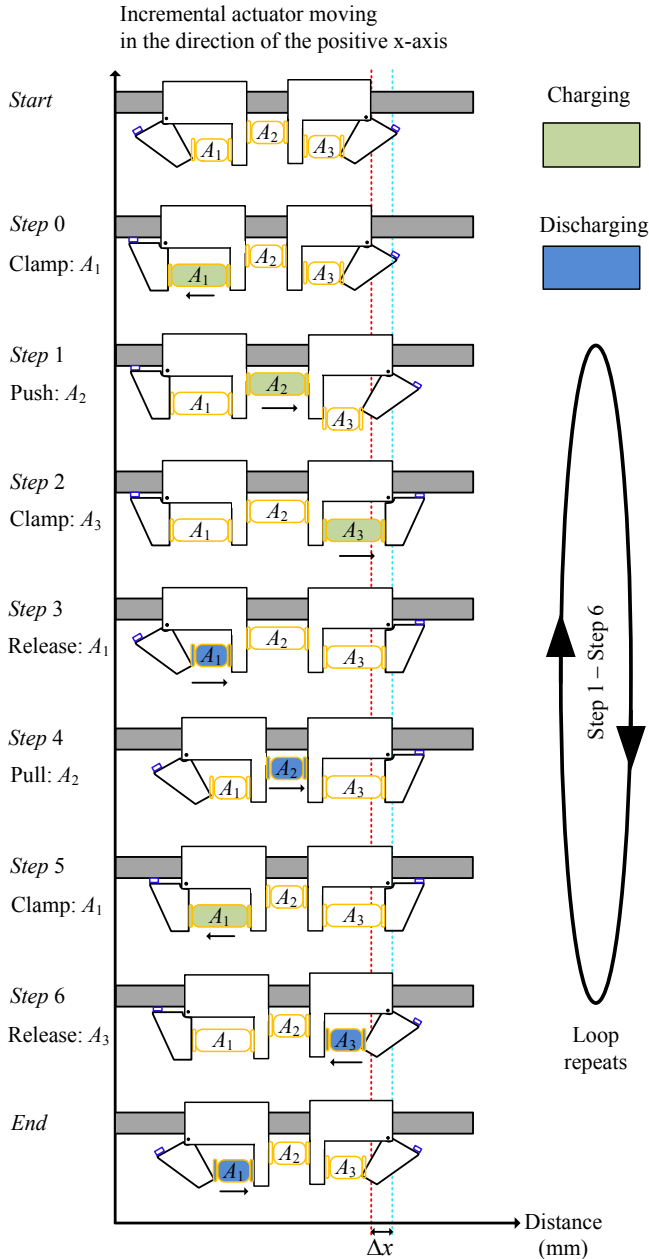 Incremental actuator moving
in the direction of the positive x-axis
Start
A₁
A₂
A₃
Charging
Step 0
Clamp: A₁
A₁
A₂
A₃
Discharging
Step 1
Push: A₂
A₁
A₂
A₃
Step 2
Clamp: A₃
A₁
A₂
A₃
Step 3
Release: A₁
A₁
A₂
A₃
Step 1 – Step 6
Step 4
Pull: A₂
A₁
A₂
A₃
Step 5
Clamp: A₁
A₁
A₂
A₃
Step 6
Release: A₃
A₁
A₂
A₃
Loop
repeats
End
A₁
A₂
A₃
Δx
Distance
(mm)